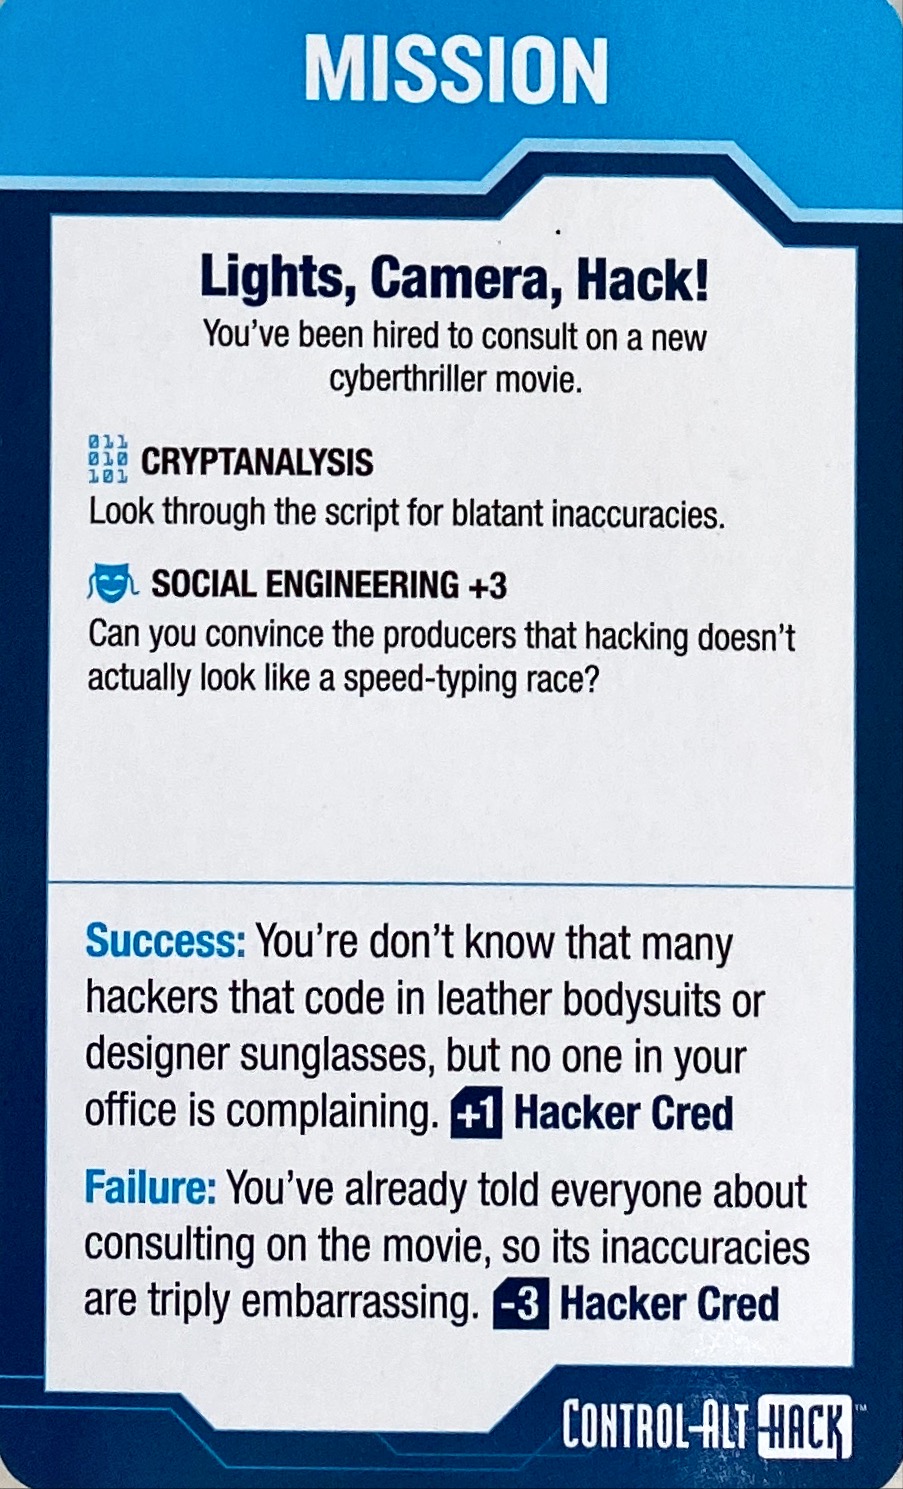 MISSION
Lights, Camera, Hack!
You've been hired to consult on a new
cyberthriller movie.
011
010
101
CRYPTANALYSIS
Look through the script for blatant inaccuracies.
SOCIAL ENGINEERING +3
Can you convince the producers that hacking doesn't
actually look like a speed-typing race?
Success: You're don't know that many
hackers that code in leather bodysuits or
designer sunglasses, but no one in your
office is complaining. +1 Hacker Cred
Failure: You've already told everyone about
consulting on the movie, so its inaccuracies
are triply embarrassing. -3 Hacker Cred
CONTROL-ALT-HACK™